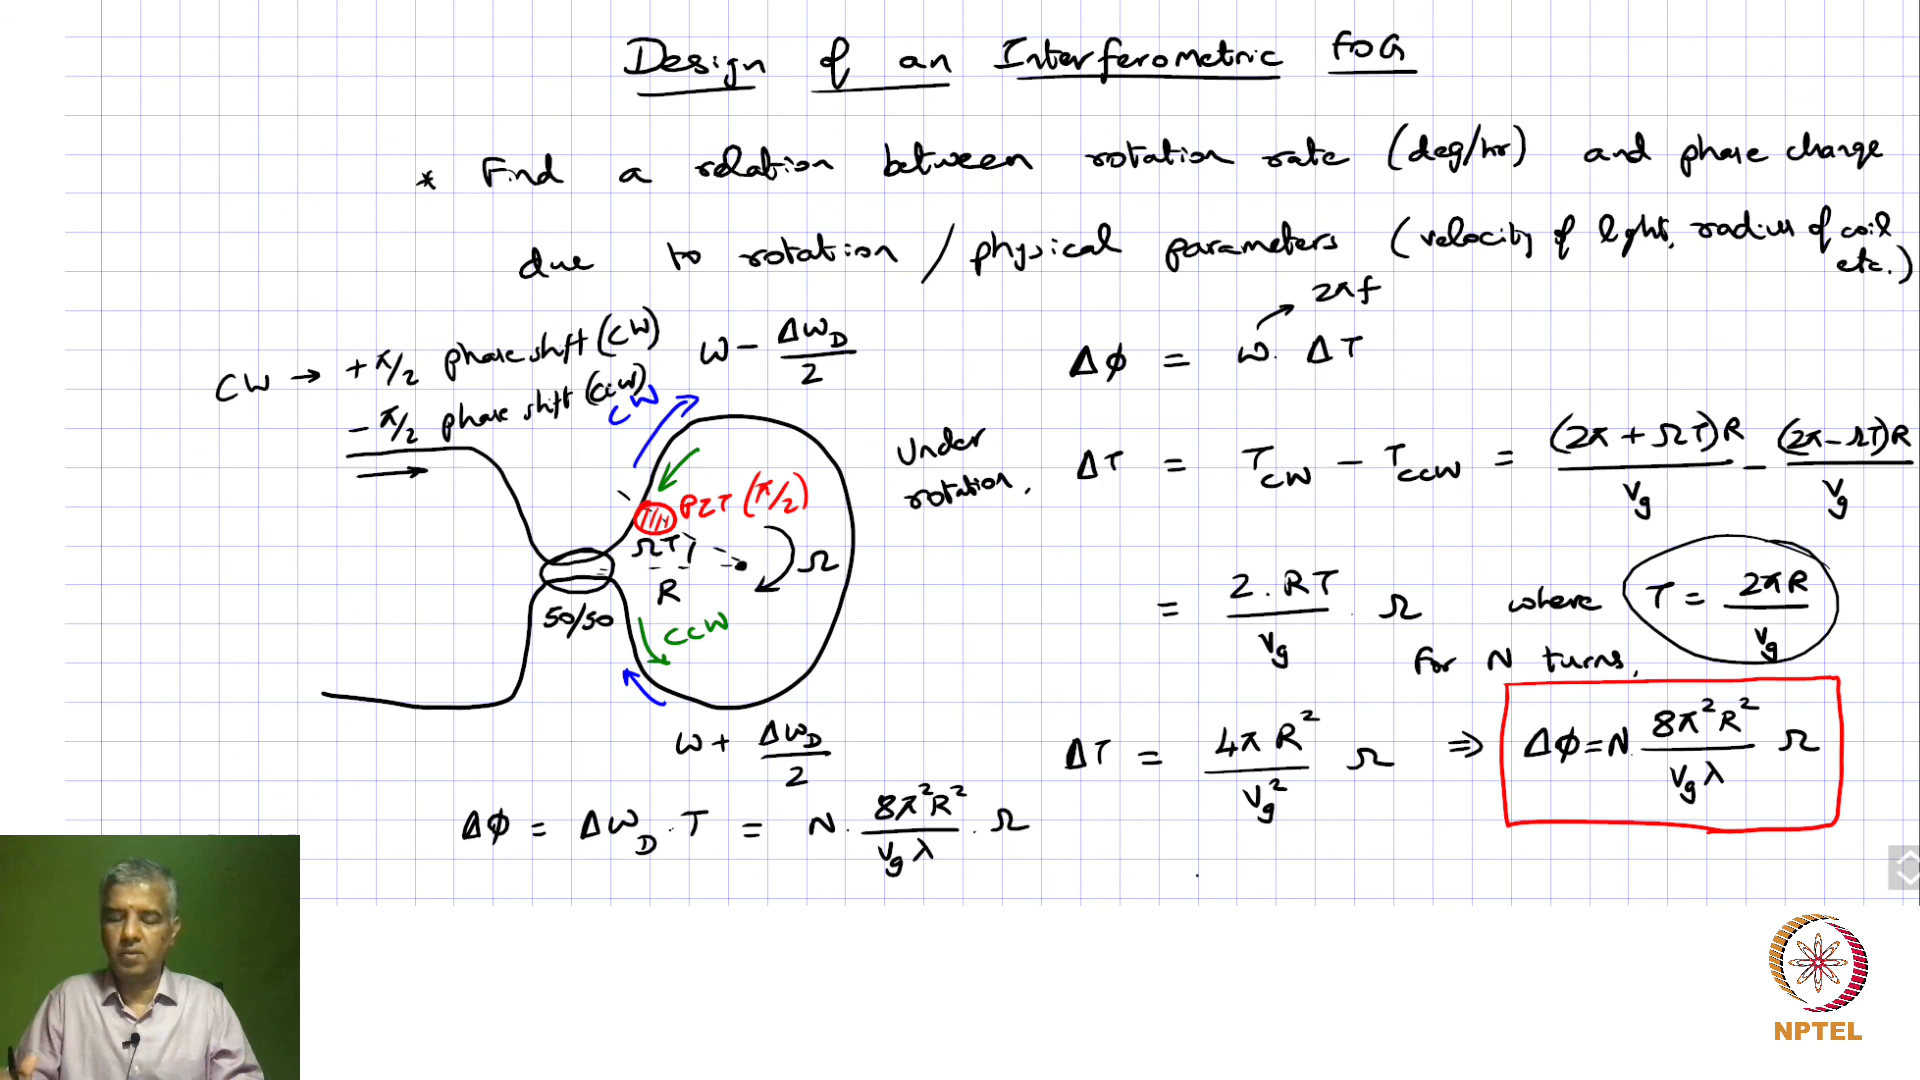 Design of an Interferometric FOG
* Find a relation between rotation rate (deg/hr) and phase change
due to rotation / physical parameters (velocity of light, radius of coil etc.)
CW → +π/2 phase shift (CW)
-π/2 phase shift (CCW)
ω - Δω_D/2
CW
PZT (π/2)
ΩT
R
Ω
50/50
CCW
ω + Δω_D/2
Δφ = Δω_D · T = N · 8π²R²/(v_g λ) · Ω
2πf
Δφ = ω · ΔT
Under rotation, ΔT = T_CW - T_CCW = (2π + ΩT)R/v_g - (2π - ΩT)R/v_g
= 2·RT/v_g · Ω where T = 2πR/v_g
For N turns,
ΔT = 4πR²/v_g² Ω ⇒ Δφ = N · 8π²R²/(v_g λ) Ω
NPTEL